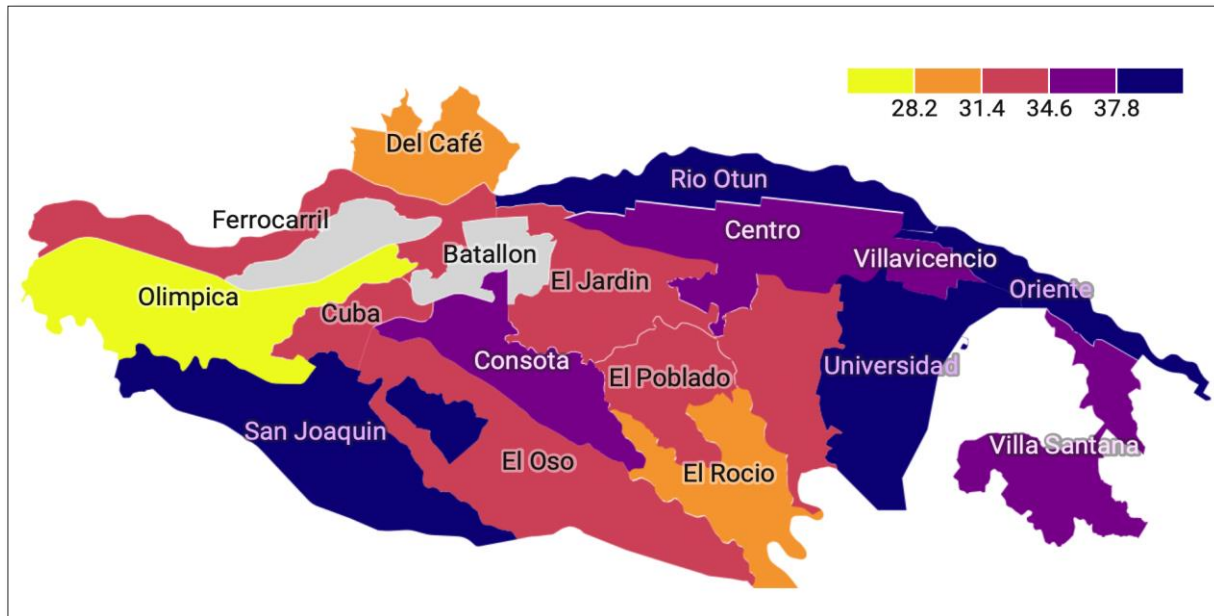 28.2 31.4 34.6 37.8
Del Café
Rio Otun
Ferrocarril
Centro
Batallon
Villavicencio
El Jardin
Olimpica
Oriente
Cuba
Consota
El Poblado
Universidad
San Joaquin
Villa Santana
El Oso
El Rocio